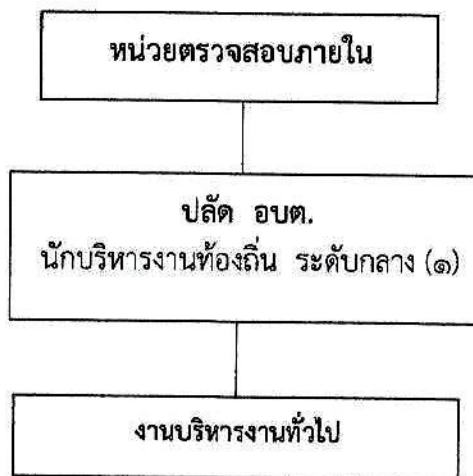 หน่วยตรวจสอบภายใน
ปลัด อบต.
นักบริหารงานท้องถิ่น ระดับกลาง (๑)
งานบริหารงานทั่วไป